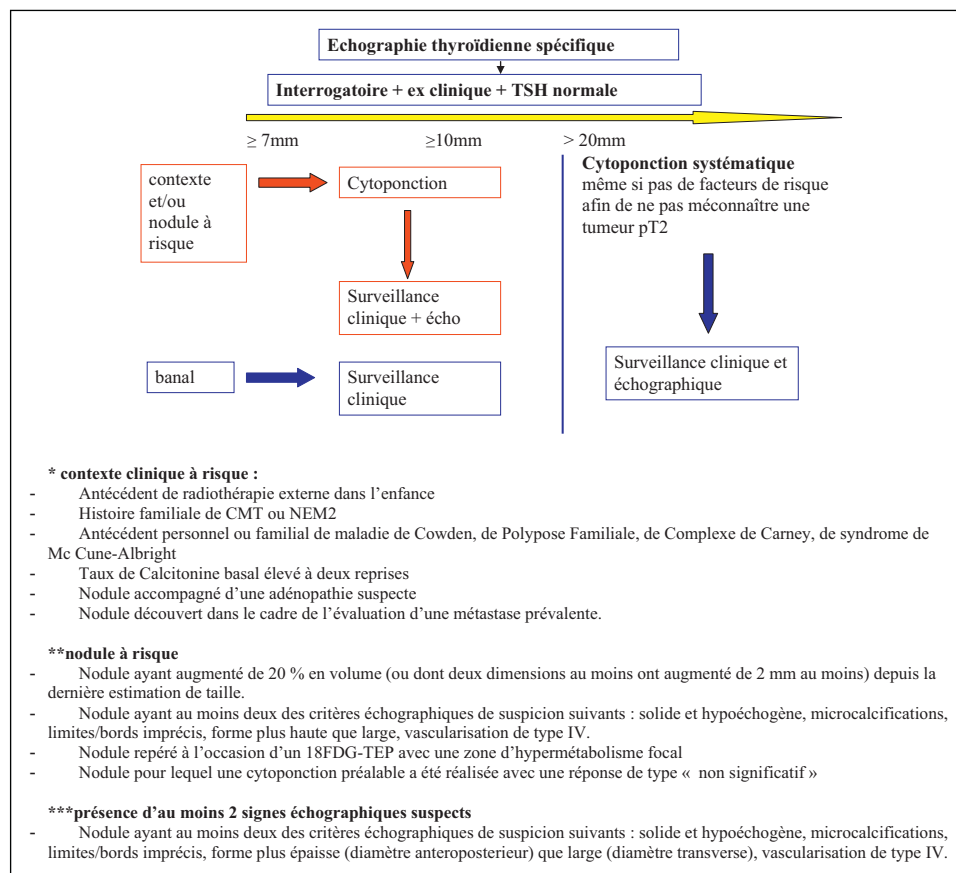 Echographie thyroïdienne spécifique
Interrogatoire + ex clinique + TSH normale
≥ 7mm
≥10mm
> 20mm
contexte
et/ou
nodule à
risque
Cytoponction
Surveillance
clinique + écho
banal
Surveillance
clinique
Cytoponction systématique
même si pas de facteurs de risque
afin de ne pas méconnaître une
tumeur pT2
Surveillance clinique et
échographique
* contexte clinique à risque :
- Antécédent de radiothérapie externe dans l’enfance
- Histoire familiale de CMT ou NEM2
- Antécédent personnel ou familial de maladie de Cowden, de Polypose Familiale, de Complexe de Carney, de syndrome de
Mc Cune-Albright
- Taux de Calcitonine basal élevé à deux reprises
- Nodule accompagné d’une adénopathie suspecte
- Nodule découvert dans le cadre de l’évaluation d’une métastase prévalente.
**nodule à risque
- Nodule ayant augmenté de 20 % en volume (ou dont deux dimensions au moins ont augmenté de 2 mm au moins) depuis la
dernière estimation de taille.
- Nodule ayant au moins deux des critères échographiques de suspicion suivants : solide et hypoéchogène, microcalcifications,
limites/bords imprécis, forme plus haute que large, vascularisation de type IV.
- Nodule repéré à l’occasion d’un 18FDG-TEP avec une zone d’hypermétabolisme focal
- Nodule pour lequel une cytoponction préalable a été réalisée avec une réponse de type « non significatif »
***présence d’au moins 2 signes échographiques suspects
- Nodule ayant au moins deux des critères échographiques de suspicion suivants : solide et hypoéchogène, microcalcifications,
limites/bords imprécis, forme plus épaisse (diamètre anteroposterieur) que large (diamètre transverse), vascularisation de type IV.